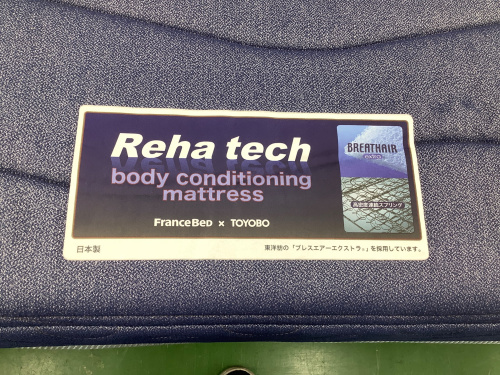 Reha tech
body conditioning
mattress
FRANCEBED × TOYOBO
BREATHAIR
高密度連続スプリング
日本製
東洋紡の「ブレスエアーエクストラ®」を採用しています。